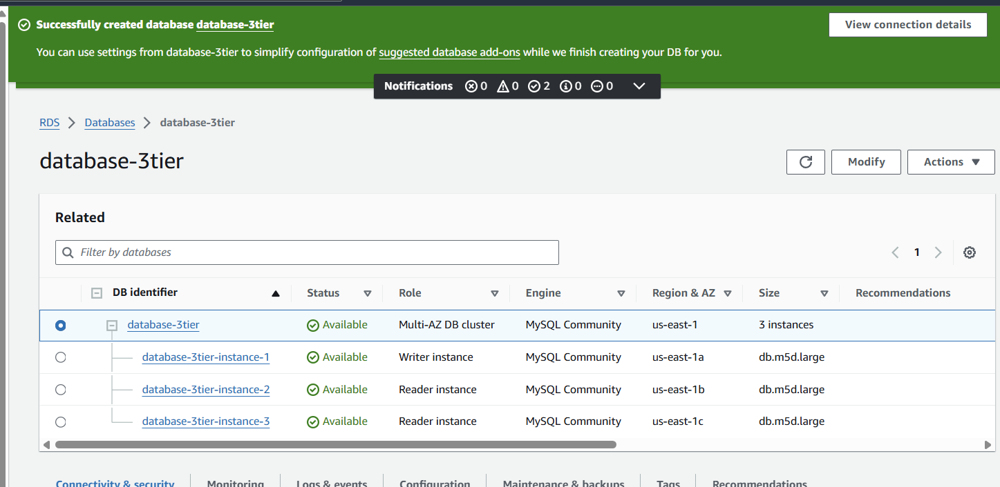 Successfully created database database-3tier
View connection details
You can use settings from database-3tier to simplify configuration of suggested database add-ons while we finish creating your DB for you.
Notifications 0 0 2 0 0
RDS Databases database-3tier
database-3tier
Modify Actions
Related
Filter by databases
1
DB identifier Status Role Engine Region & AZ Size Recommendations
database-3tier Available Multi-AZ DB cluster MySQL Community us-east-1 3 instances
database-3tier-instance-1 Available Writer instance MySQL Community us-east-1a db.m5d.large
database-3tier-instance-2 Available Reader instance MySQL Community us-east-1b db.m5d.large
database-3tier-instance-3 Available Reader instance MySQL Community us-east-1c db.m5d.large
Connectivity & security Monitoring Logs & events Configuration Maintenance & backups Tags Recommendations